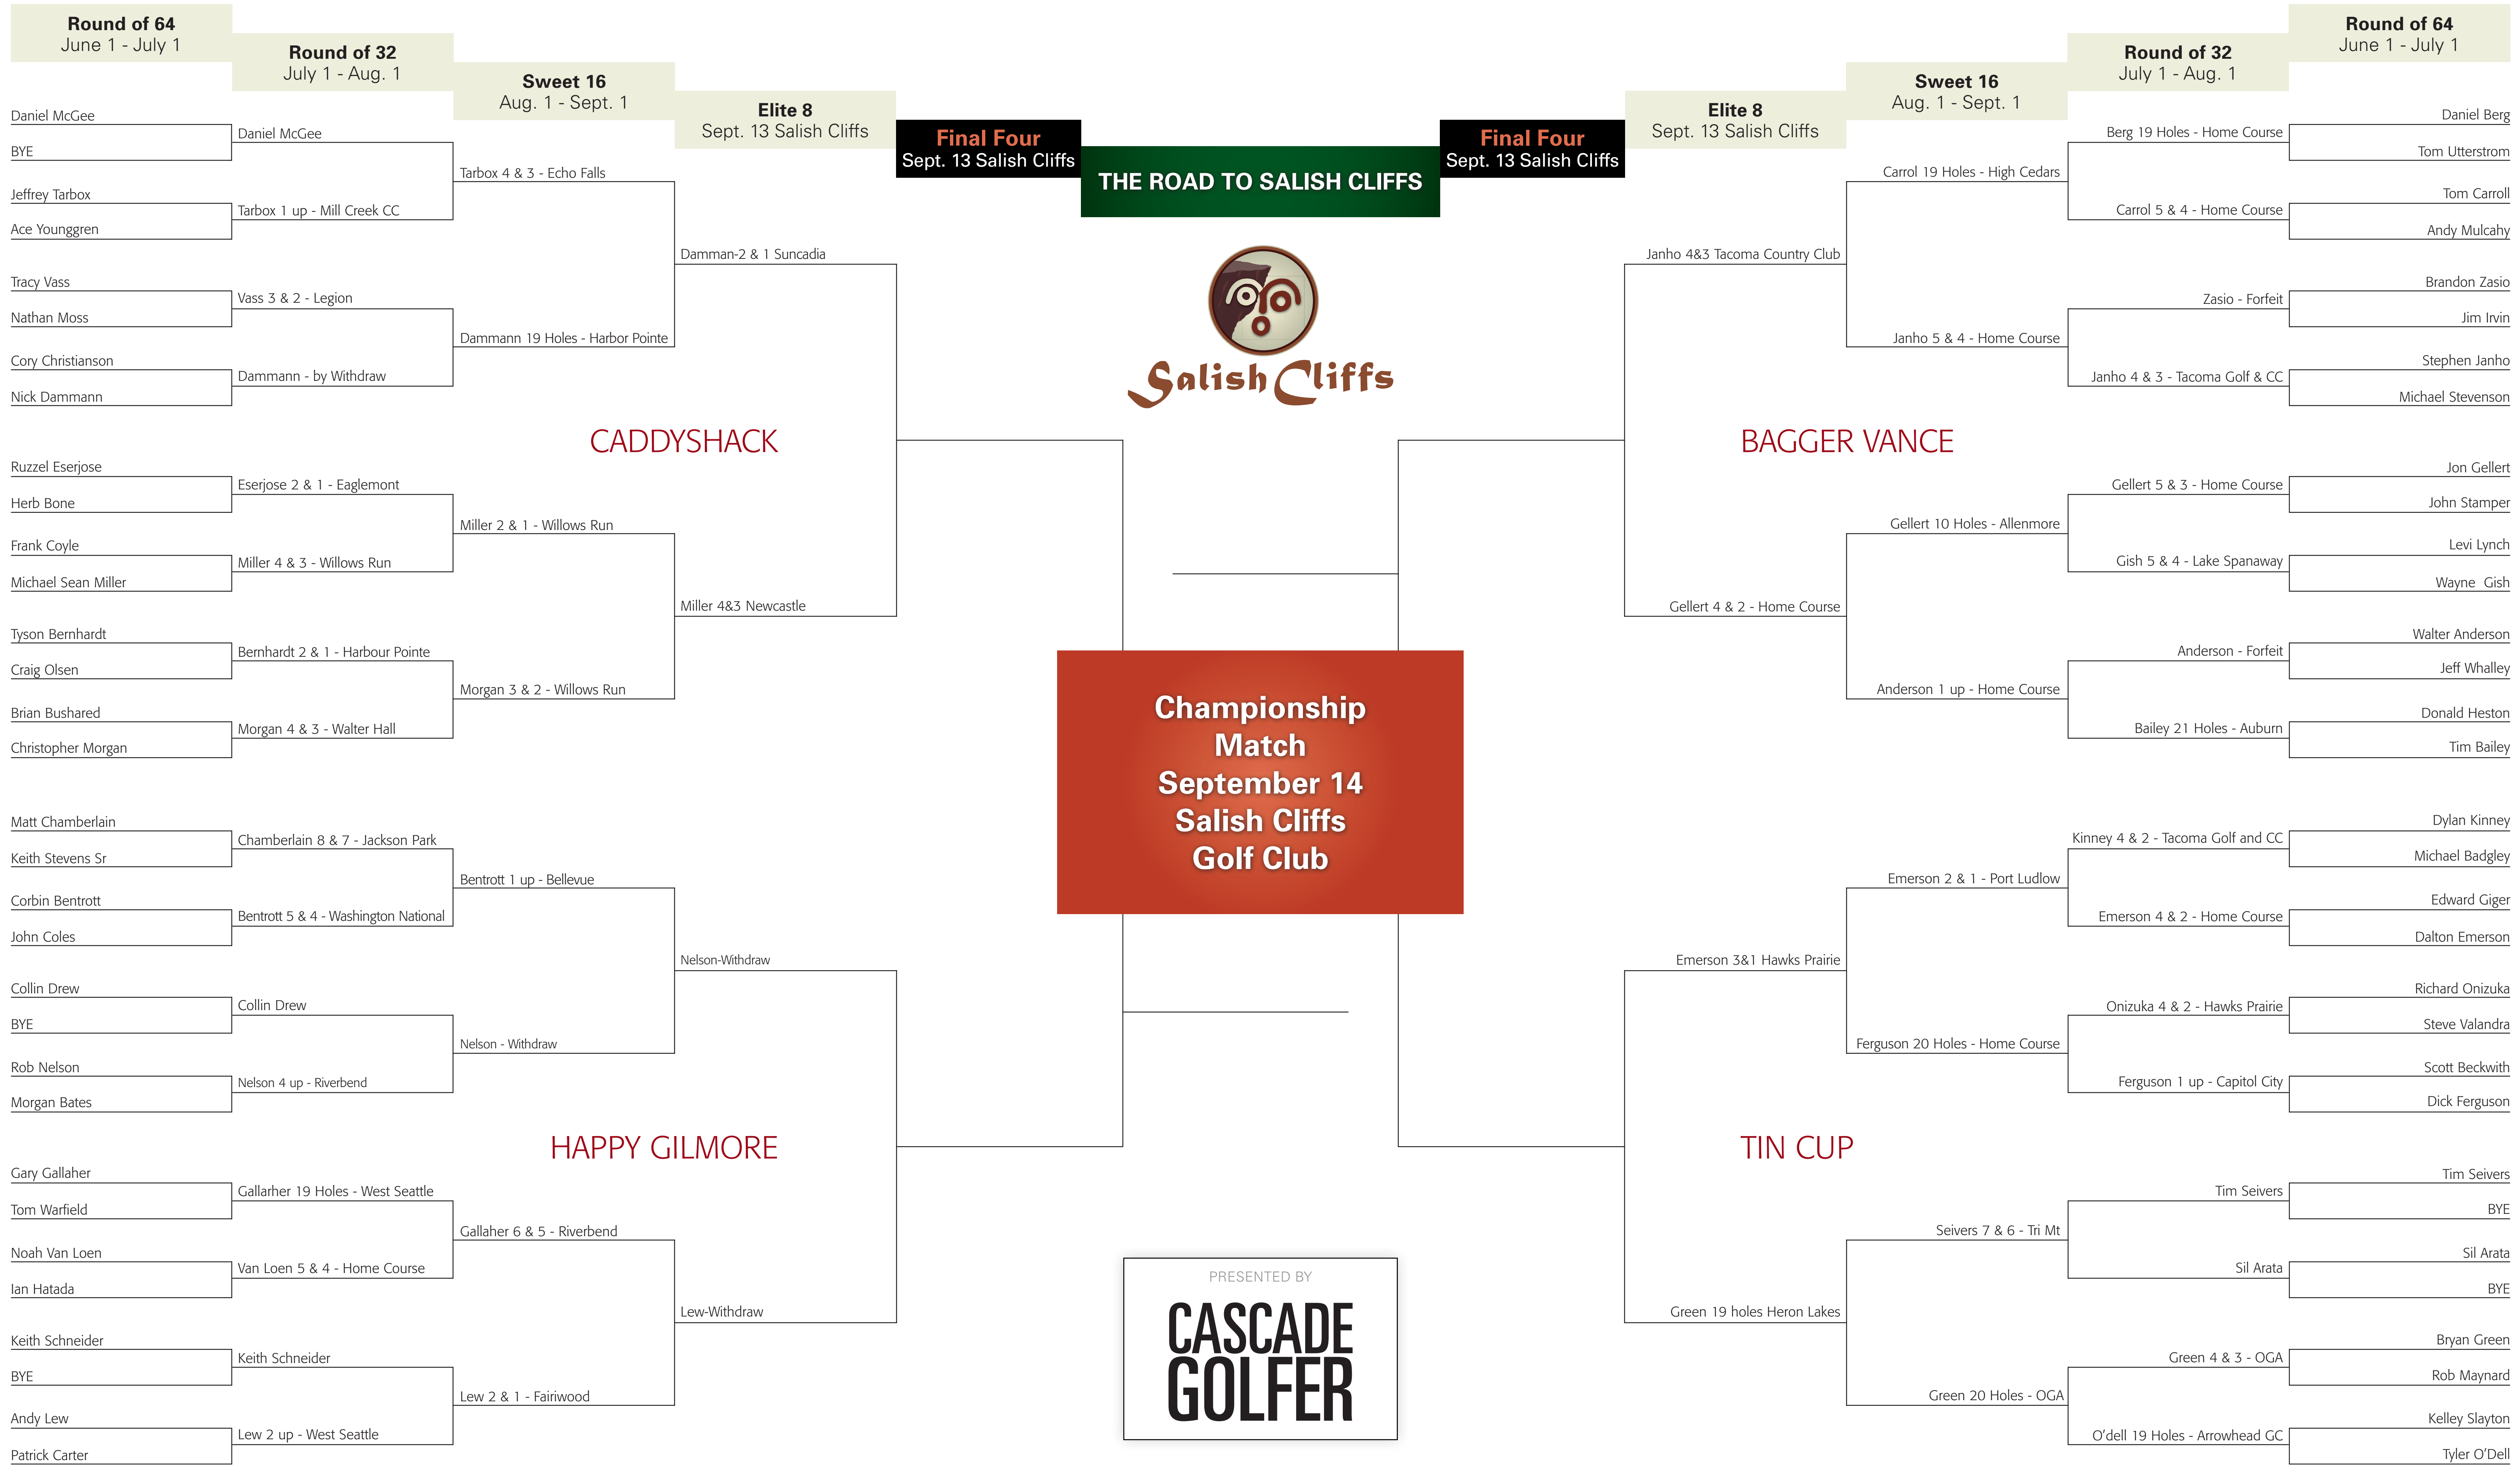 Round of 64
June 1 - July 1
Round of 32
July 1 - Aug. 1
Sweet 16
Aug. 1 - Sept. 1
Elite 8
Sept. 13 Salish Cliffs
Final Four
Sept. 13 Salish Cliffs
THE ROAD TO SALISH CLIFFS
Final Four
Sept. 13 Salish Cliffs
Elite 8
Sept. 13 Salish Cliffs
Sweet 16
Aug. 1 - Sept. 1
Round of 32
July 1 - Aug. 1
Round of 64
June 1 - July 1
Daniel McGee
BYE
Jeffrey Tarbox
Ace Younggren
Tracy Vass
Nathan Moss
Cory Christianson
Nick Dammann
Daniel McGee
Tarbox 1 up - Mill Creek CC
Vass 3 & 2 - Legion
Dammann - by Withdraw
Tarbox 4 & 3 - Echo Falls
Dammann 19 Holes - Harbor Pointe
Damman-2 & 1 Suncadia
CADDYSHACK
Ruzzel Eserjose
Herb Bone
Frank Coyle
Michael Sean Miller
Tyson Bernhardt
Craig Olsen
Brian Bushared
Christopher Morgan
Eserjose 2 & 1 - Eaglemont
Miller 4 & 3 - Willows Run
Bernhardt 2 & 1 - Harbour Pointe
Morgan 4 & 3 - Walter Hall
Miller 2 & 1 - Willows Run
Morgan 3 & 2 - Willows Run
Miller 4&3 Newcastle
Matt Chamberlain
Keith Stevens Sr
Corbin Bentrott
John Coles
Collin Drew
BYE
Rob Nelson
Morgan Bates
Chamberlain 8 & 7 - Jackson Park
Bentrott 5 & 4 - Washington National
Collin Drew
Nelson 4 up - Riverbend
Bentrott 1 up - Bellevue
Nelson - Withdraw
Nelson-Withdraw
HAPPY GILMORE
Gary Gallaher
Tom Warfield
Noah Van Loen
Ian Hatada
Keith Schneider
BYE
Andy Lew
Patrick Carter
Gallarher 19 Holes - West Seattle
Van Loen 5 & 4 - Home Course
Keith Schneider
Lew 2 up - West Seattle
Gallaher 6 & 5 - Riverbend
Lew 2 & 1 - Fairiwood
Lew-Withdraw
Salish Cliffs
Championship
Match
September 14
Salish Cliffs
Golf Club
PRESENTED BY
CASCADE
GOLFER
Daniel Berg
Tom Utterstrom
Tom Carroll
Andy Mulcahy
Brandon Zasio
Jim Irvin
Stephen Janho
Michael Stevenson
Berg 19 Holes - Home Course
Carrol 5 & 4 - Home Course
Zasio - Forfeit
Janho 4 & 3 - Tacoma Golf & CC
Carrol 19 Holes - High Cedars
Janho 5 & 4 - Home Course
Janho 4&3 Tacoma Country Club
BAGGER VANCE
Jon Gellert
John Stamper
Levi Lynch
Wayne  Gish
Walter Anderson
Jeff Whalley
Donald Heston
Tim Bailey
Gellert 5 & 3 - Home Course
Gish 5 & 4 - Lake Spanaway
Anderson - Forfeit
Bailey 21 Holes - Auburn
Gellert 10 Holes - Allenmore
Anderson 1 up - Home Course
Gellert 4 & 2 - Home Course
Dylan Kinney
Michael Badgley
Edward Giger
Dalton Emerson
Richard Onizuka
Steve Valandra
Scott Beckwith
Dick Ferguson
Kinney 4 & 2 - Tacoma Golf and CC
Emerson 4 & 2 - Home Course
Onizuka 4 & 2 - Hawks Prairie
Ferguson 1 up - Capitol City
Emerson 2 & 1 - Port Ludlow
Ferguson 20 Holes - Home Course
Emerson 3&1 Hawks Prairie
TIN CUP
Tim Seivers
BYE
Sil Arata
BYE
Bryan Green
Rob Maynard
Kelley Slayton
Tyler O'Dell
Tim Seivers
Sil Arata
Green 4 & 3 - OGA
O'dell 19 Holes - Arrowhead GC
Seivers 7 & 6 - Tri Mt
Green 20 Holes - OGA
Green 19 holes Heron Lakes